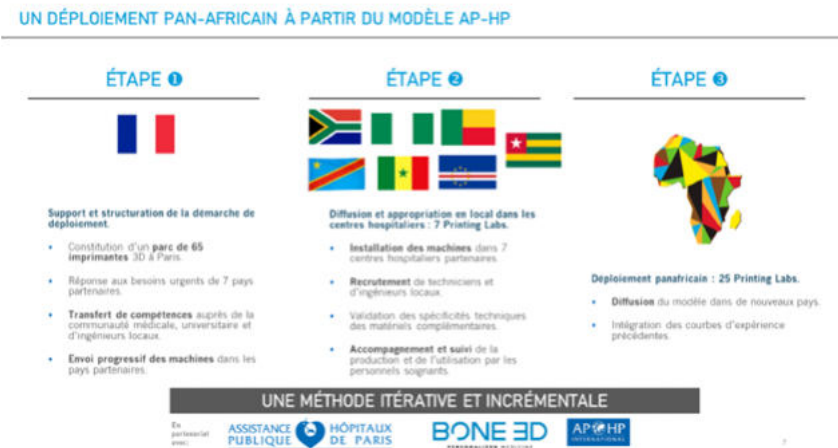 UN DÉPLOIEMENT PAN-AFRICAIN À PARTIR DU MODÈLE AP-HP
ÉTAPE ❶
Support et structuration de la démarche de
déploiement.
• Constitution d'un parc de 65
imprimantes 3D à Paris.
• Réponse aux besoins urgents de 7 pays
partenaires.
• Transfert de compétences auprès de la
communauté médicale, universitaire et
d'ingénieurs locaux.
• Envoi progressif des machines dans les
pays partenaires.
ÉTAPE ❷
Diffusion et appropriation en local dans les
centres hospitaliers : 7 Printing Labs.
• Installation des machines dans 7
centres hospitaliers partenaires.
• Recrutement de techniciens et
d'ingénieurs locaux.
• Validation des spécificités techniques
des matériels complémentaires.
• Accompagnement et suivi de la
production et de l'utilisation par les
personnels soignants.
ÉTAPE ❸
Déploiement panafricain : 25 Printing Labs.
• Diffusion du modèle dans de nouveaux pays.
• Intégration des courbes d'expérience
précédentes.
UNE MÉTHODE ITÉRATIVE ET INCRÉMENTALE
En
partenariat
avec:
ASSISTANCE HÔPITAUX
PUBLIQUE DE PARIS
BONE 3D
AP HP
INTERNATIONAL
7